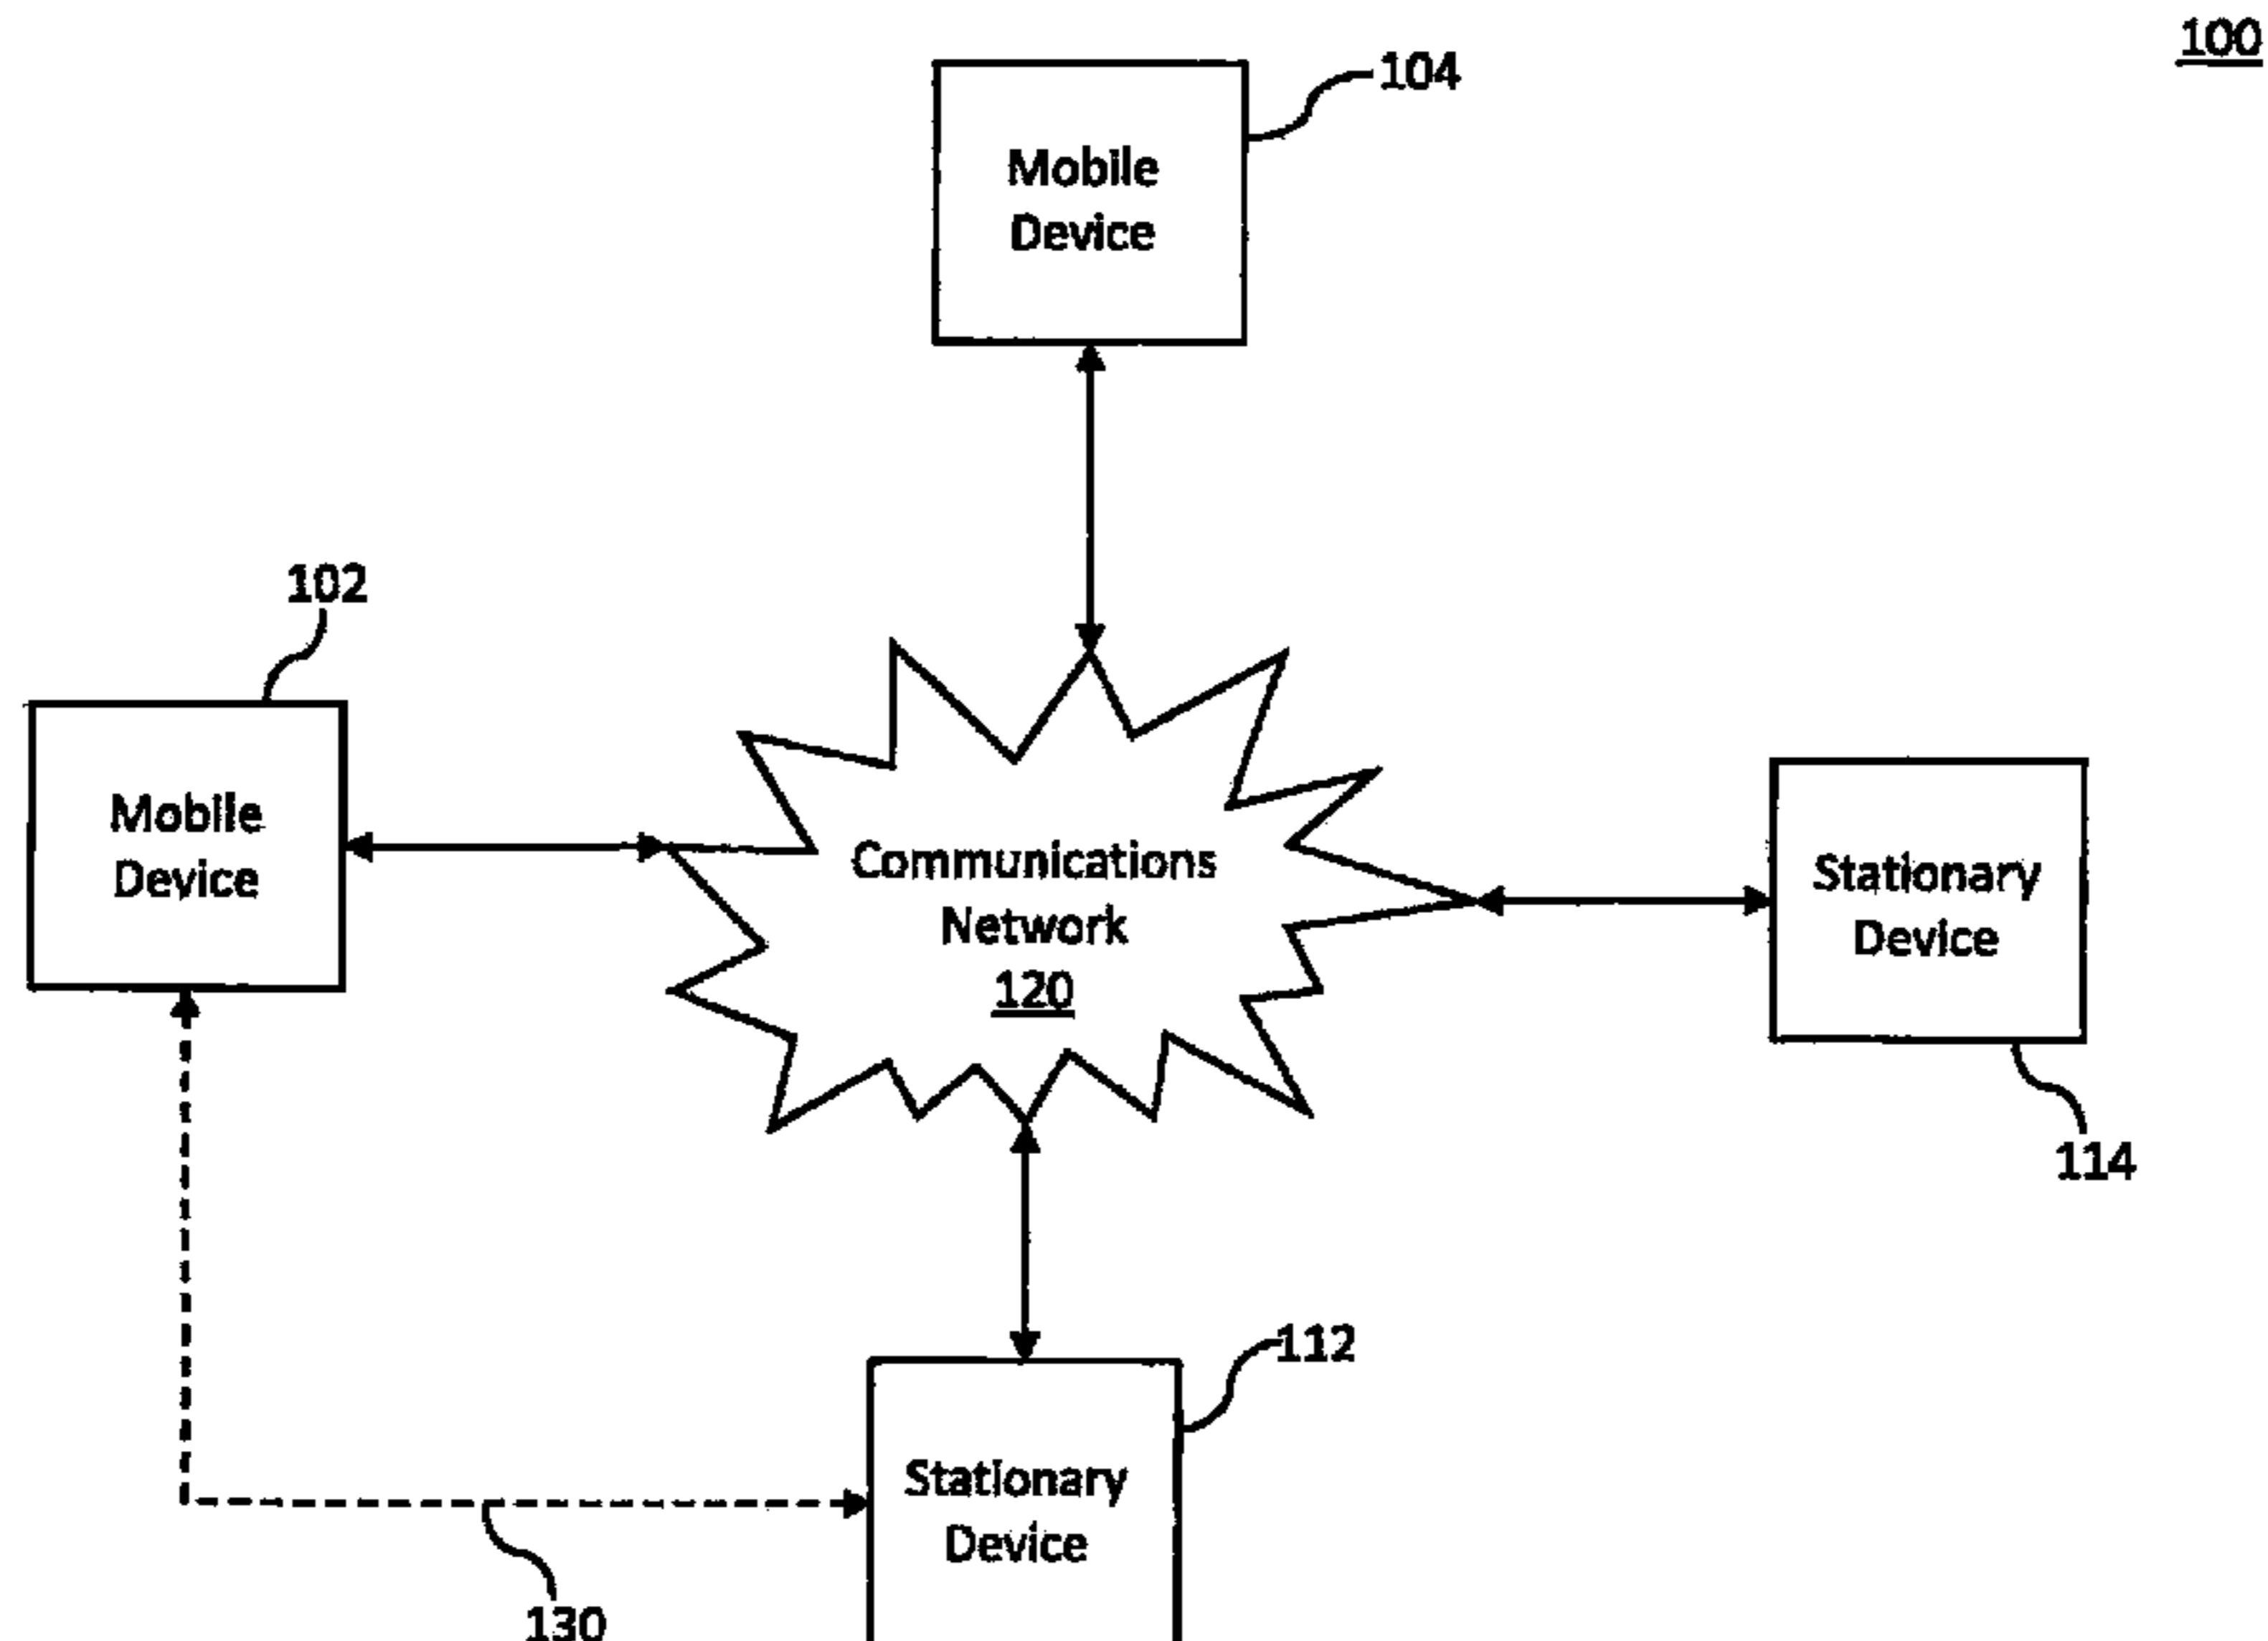 100
104
Mobile
Device
102
Mobile
Device
Communications
Network
120
Stationary
Device
114
112
Stationary
Device
130